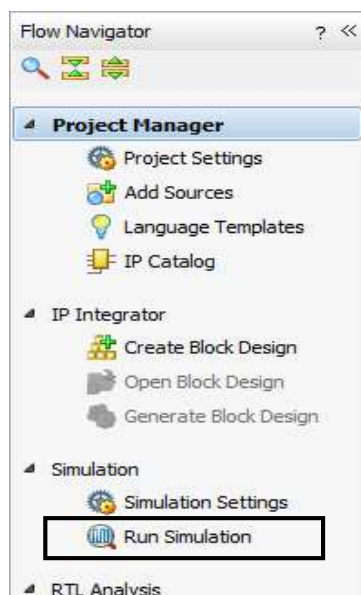 Flow Navigator ? «
Project Manager
Project Settings
Add Sources
Language Templates
IP Catalog
IP Integrator
Create Block Design
Open Block Design
Generate Block Design
Simulation
Simulation Settings
Run Simulation
RTL Analysis